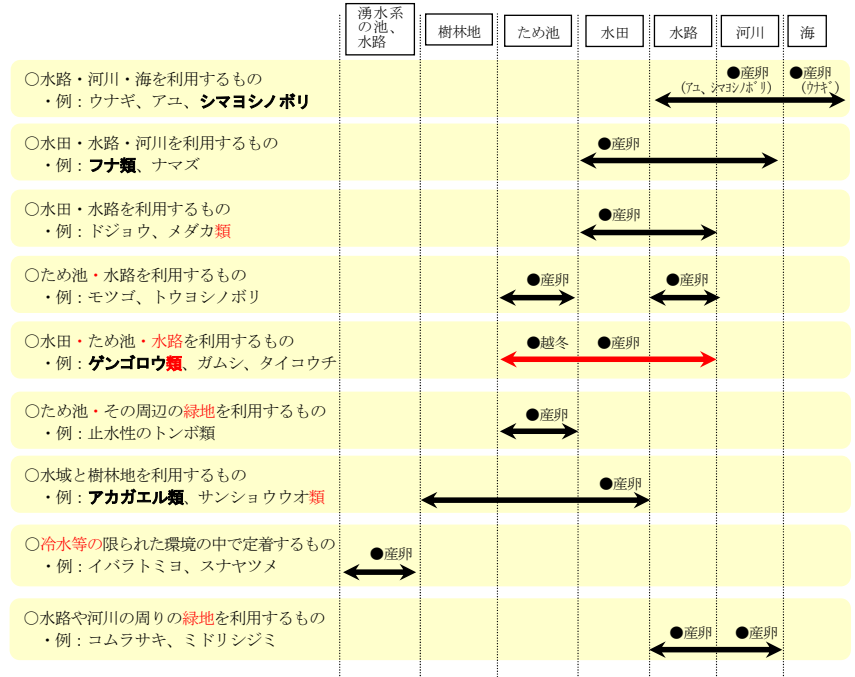 湧水系
の池、
水路
樹林地
ため池
水田
水路
河川
海
○水路・河川・海を利用するもの
・例：ウナギ、アユ、シマヨシノボリ
●産卵
(アユ、シマヨシノボリ)
●産卵
(ウナギ)
○水田・水路・河川を利用するもの
・例：フナ類、ナマズ
●産卵
○水田・水路を利用するもの
・例：ドジョウ、メダカ類
●産卵
○ため池・水路を利用するもの
・例：モツゴ、トウヨシノボリ
●産卵
●産卵
○水田・ため池・水路を利用するもの
・例：ゲンゴロウ類、ガムシ、タイコウチ
●越冬
●産卵
○ため池・その周辺の緑地を利用するもの
・例：止水性のトンボ類
●産卵
○水域と樹林地を利用するもの
・例：アカガエル類、サンショウウオ類
●産卵
○冷水等の限られた環境の中で定着するもの
・例：イバラトミヨ、スナヤツメ
●産卵
○水路や河川の周りの緑地を利用するもの
・例：コムラサキ、ミドリシジミ
●産卵
●産卵